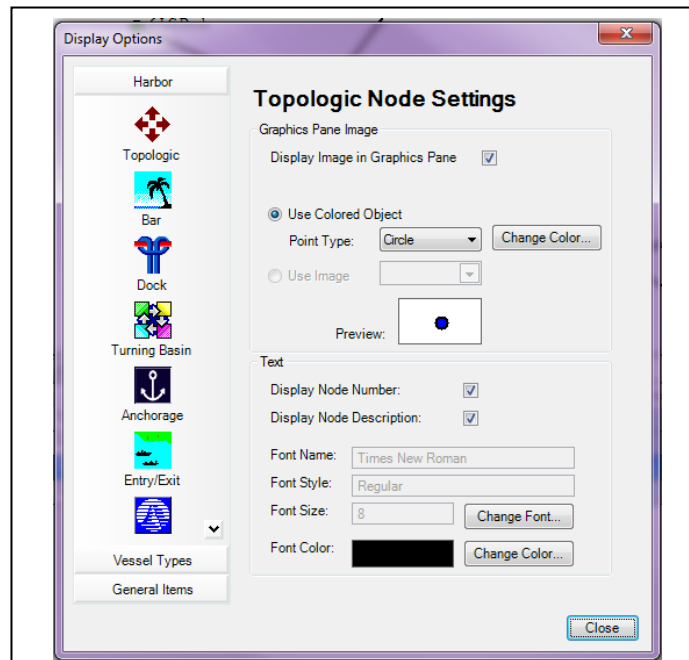 Display Options
Harbor
Topologic
Bar
Dock
Turning Basin
Anchorage
Entry/Exit
Vessel Types
General Items
Topologic Node Settings
Graphics Pane Image
Display Image in Graphics Pane
Use Colored Object
Point Type: Circle Change Color...
Use Image
Preview:
Text
Display Node Number:
Display Node Description:
Font Name: Times New Roman
Font Style: Regular
Font Size: 8 Change Font...
Font Color: Change Color...
Close